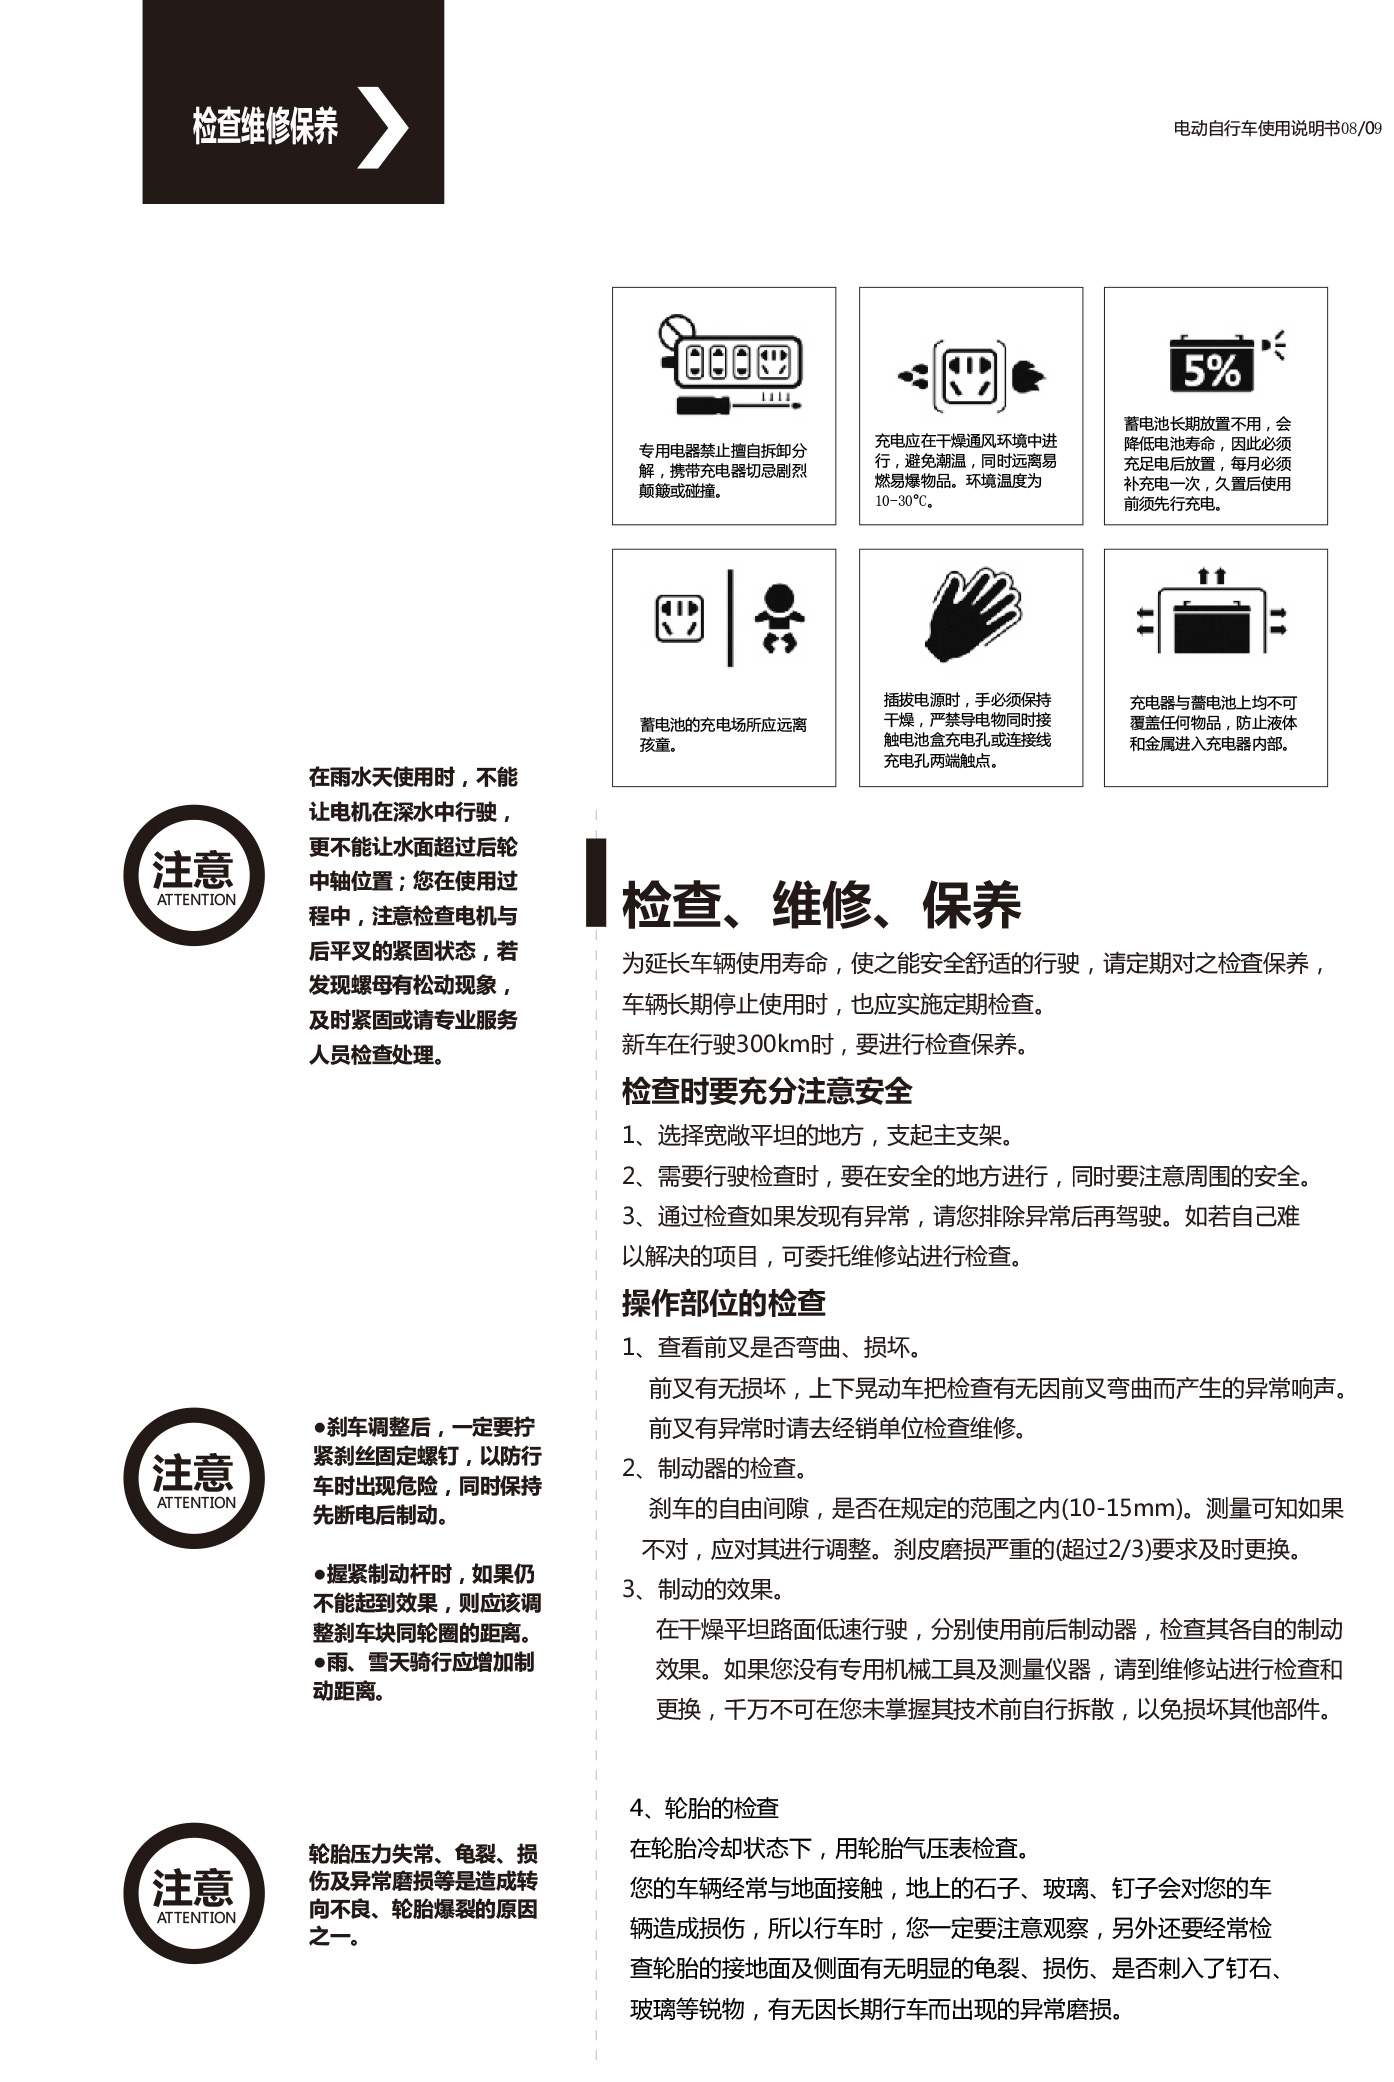 检查维修保养
电动自行车使用说明书08/09
专用电器禁止擅自拆卸分
解，携带充电器切忌剧烈
颠簸或碰撞。
充电应在干燥通风环境中进
行，避免潮温，同时远离易
燃易爆物品。环境温度为
10-30℃。
5%
蓄电池长期放置不用，会
降低电池寿命，因此必须
充足电后放置，每月必须
补充电一次，久置后使用
前须先行充电。
蓄电池的充电场所应远离
孩童。
插拔电源时，手必须保持
干燥，严禁导电物同时接
触电池盒充电孔或连接线
充电孔两端触点。
充电器与蓄电池上均不可
覆盖任何物品，防止液体
和金属进入充电器内部。
注意
ATTENTION
在雨水天使用时，不能
让电机在深水中行驶，
更不能让水面超过后轮
中轴位置；您在使用过
程中，注意检查电机与
后平叉的紧固状态，若
发现螺母有松动现象，
及时紧固或请专业服务
人员检查处理。
检查、维修、保养
为延长车辆使用寿命，使之能安全舒适的行驶，请定期对之检查保养，
车辆长期停止使用时，也应实施定期检查。
新车在行驶300km时，要进行检查保养。
检查时要充分注意安全
1、选择宽敞平坦的地方，支起主支架。
2、需要行驶检查时，要在安全的地方进行，同时要注意周围的安全。
3、通过检查如果发现有异常，请您排除异常后再驾驶。如若自己难
以解决的项目，可委托维修站进行检查。
操作部位的检查
1、查看前叉是否弯曲、损坏。
前叉有无损坏，上下晃动车把检查有无因前叉弯曲而产生的异常响声。
前叉有异常时请去经销单位检查维修。
2、制动器的检查。
刹车的自由间隙，是否在规定的范围之内(10-15mm)。测量可知如果
不对，应对其进行调整。刹皮磨损严重的(超过2/3)要求及时更换。
3、制动的效果。
在干燥平坦路面低速行驶，分别使用前后制动器，检查其各自的制动
效果。如果您没有专用机械工具及测量仪器，请到维修站进行检查和
更换，千万不可在您未掌握其技术前自行拆散，以免损坏其他部件。
注意
ATTENTION
●刹车调整后，一定要拧
紧刹丝固定螺钉，以防行
车时出现危险，同时保持
先断电后制动。
●握紧制动杆时，如果仍
不能起到效果，则应该调
整刹车块同轮圈的距离。
●雨、雪天骑行应增加制
动距离。
4、轮胎的检查
在轮胎冷却状态下，用轮胎气压表检查。
您的车辆经常与地面接触，地上的石子、玻璃、钉子会对您的车
辆造成损伤，所以行车时，您一定要注意观察，另外还要经常检
查轮胎的接地面及侧面有无明显的龟裂、损伤、是否刺入了钉石、
玻璃等锐物，有无因长期行车而出现的异常磨损。
注意
ATTENTION
轮胎压力失常、龟裂、损
伤及异常磨损等是造成转
向不良、轮胎爆裂的原因
之一。